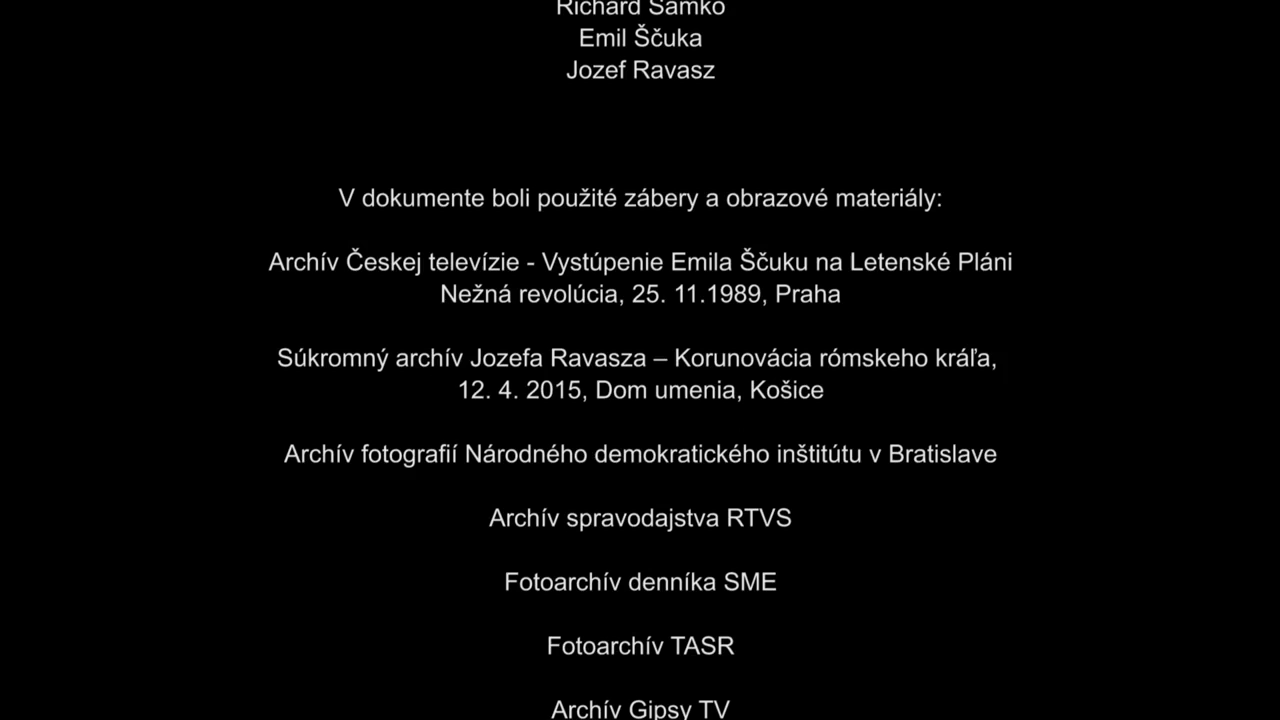 Richard Samko
Emil Ščuka
Jozef Ravasz
V dokumente boli použité zábery a obrazové materiály:
Archív Českej televízie - Vystúpenie Emila Ščuku na Letenské Pláni
Nežná revolúcia, 25. 11.1989, Praha
Súkromný archív Jozefa Ravasza – Korunovácia rómskeho kráľa,
12. 4. 2015, Dom umenia, Košice
Archív fotografií Národného demokratického inštitútu v Bratislave
Archív spravodajstva RTVS
Fotoarchív denníka SME
Fotoarchív TASR
Archív Gipsy TV